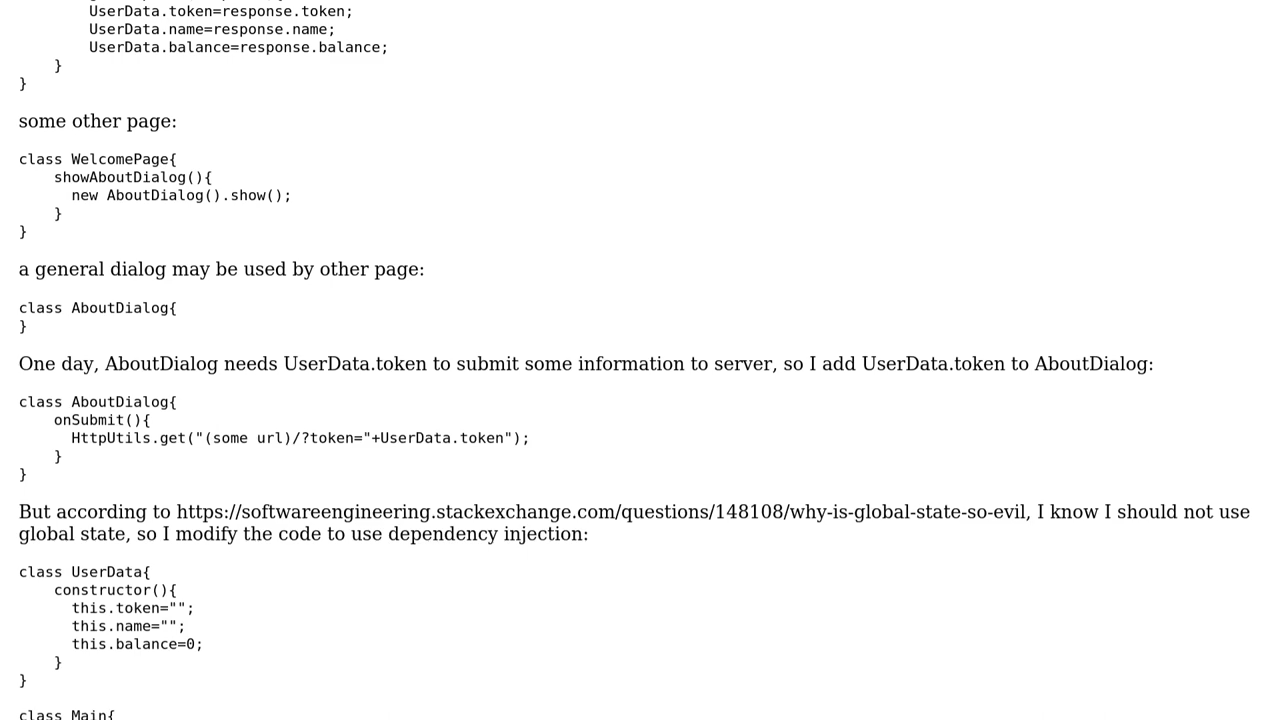 UserData.token=response.token;
UserData.name=response.name;
UserData.balance=response.balance;
}
}
some other page:
class WelcomePage{
showAboutDialog(){
new AboutDialog().show();
}
}
a general dialog may be used by other page:
class AboutDialog{
}
One day, AboutDialog needs UserData.token to submit some information to server, so I add UserData.token to AboutDialog:
class AboutDialog{
onSubmit(){
HttpUtils.get("(some url)/?token="+UserData.token");
}
}
But according to https://softwareengineering.stackexchange.com/questions/148108/why-is-global-state-so-evil, I know I should not use
global state, so I modify the code to use dependency injection:
class UserData{
constructor(){
this.token="";
this.name="";
this.balance=0;
}
}
class Main{